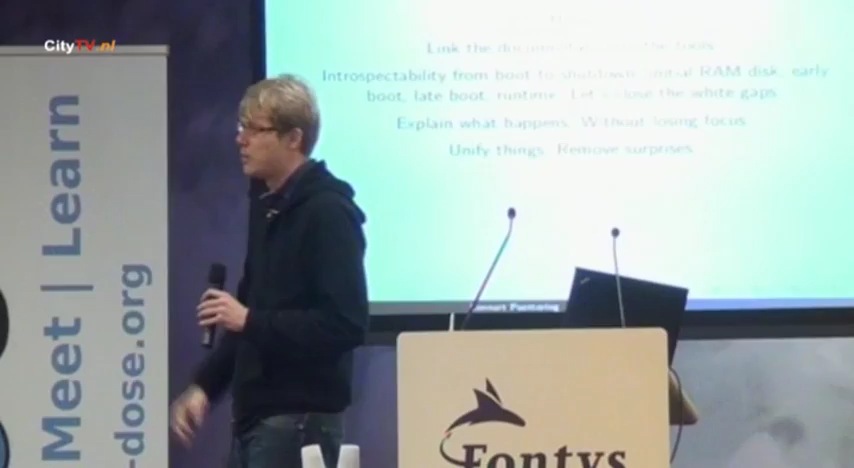 CityTV.nl
Meet | Learn
-dose.org
Link the
the tools
Introspectability from boot to shutdown: initial RAM disk, early
boot, late boot, runtime. Let's close the white gaps.
Explain what happens. Without losing focus.
Unify things. Remove surprises.
Poettering
Fontys